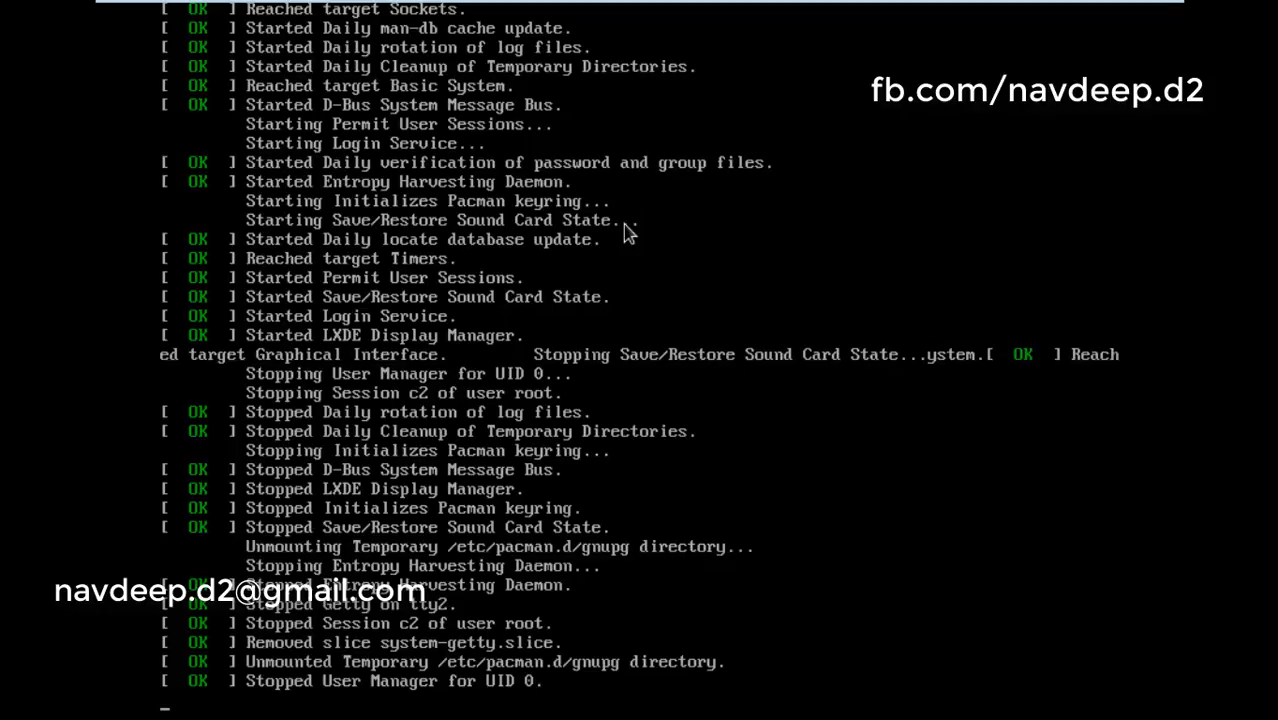 [  OK  ] Reached target Sockets.
[  OK  ] Started Daily man-db cache update.
[  OK  ] Started Daily rotation of log files.
[  OK  ] Started Daily Cleanup of Temporary Directories.
[  OK  ] Reached target Basic System.
fb.com/navdeep.d2
[  OK  ] Started D-Bus System Message Bus.
Starting Permit User Sessions...
Starting Login Service...
[  OK  ] Started Daily verification of password and group files.
[  OK  ] Started Entropy Harvesting Daemon.
Starting Initializes Pacman keyring...
Starting Save/Restore Sound Card State...
[  OK  ] Started Daily locate database update.
[  OK  ] Reached target Timers.
[  OK  ] Started Permit User Sessions.
[  OK  ] Started Save/Restore Sound Card State.
[  OK  ] Started Login Service.
[  OK  ] Started LXDE Display Manager.
ed target Graphical Interface.         Stopping Save/Restore Sound Card State...ystem.[  OK  ] Reach
Stopping User Manager for UID 0...
Stopping Session c2 of user root.
[  OK  ] Stopped Daily rotation of log files.
[  OK  ] Stopped Daily Cleanup of Temporary Directories.
Stopping Initializes Pacman keyring...
[  OK  ] Stopped D-Bus System Message Bus.
[  OK  ] Stopped LXDE Display Manager.
[  OK  ] Stopped Initializes Pacman keyring.
[  OK  ] Stopped Save/Restore Sound Card State.
Unmounting Temporary /etc/pacman.d/gnupg directory...
Stopping Entropy Harvesting Daemon...
[  OK  ] Stopped Entropy Harvesting Daemon.
navdeep.d2@gmail.com
[  OK  ] Stopped Getty on tty2.
[  OK  ] Stopped Session c2 of user root.
[  OK  ] Removed slice system-getty.slice.
[  OK  ] Unmounted Temporary /etc/pacman.d/gnupg directory.
[  OK  ] Stopped User Manager for UID 0.